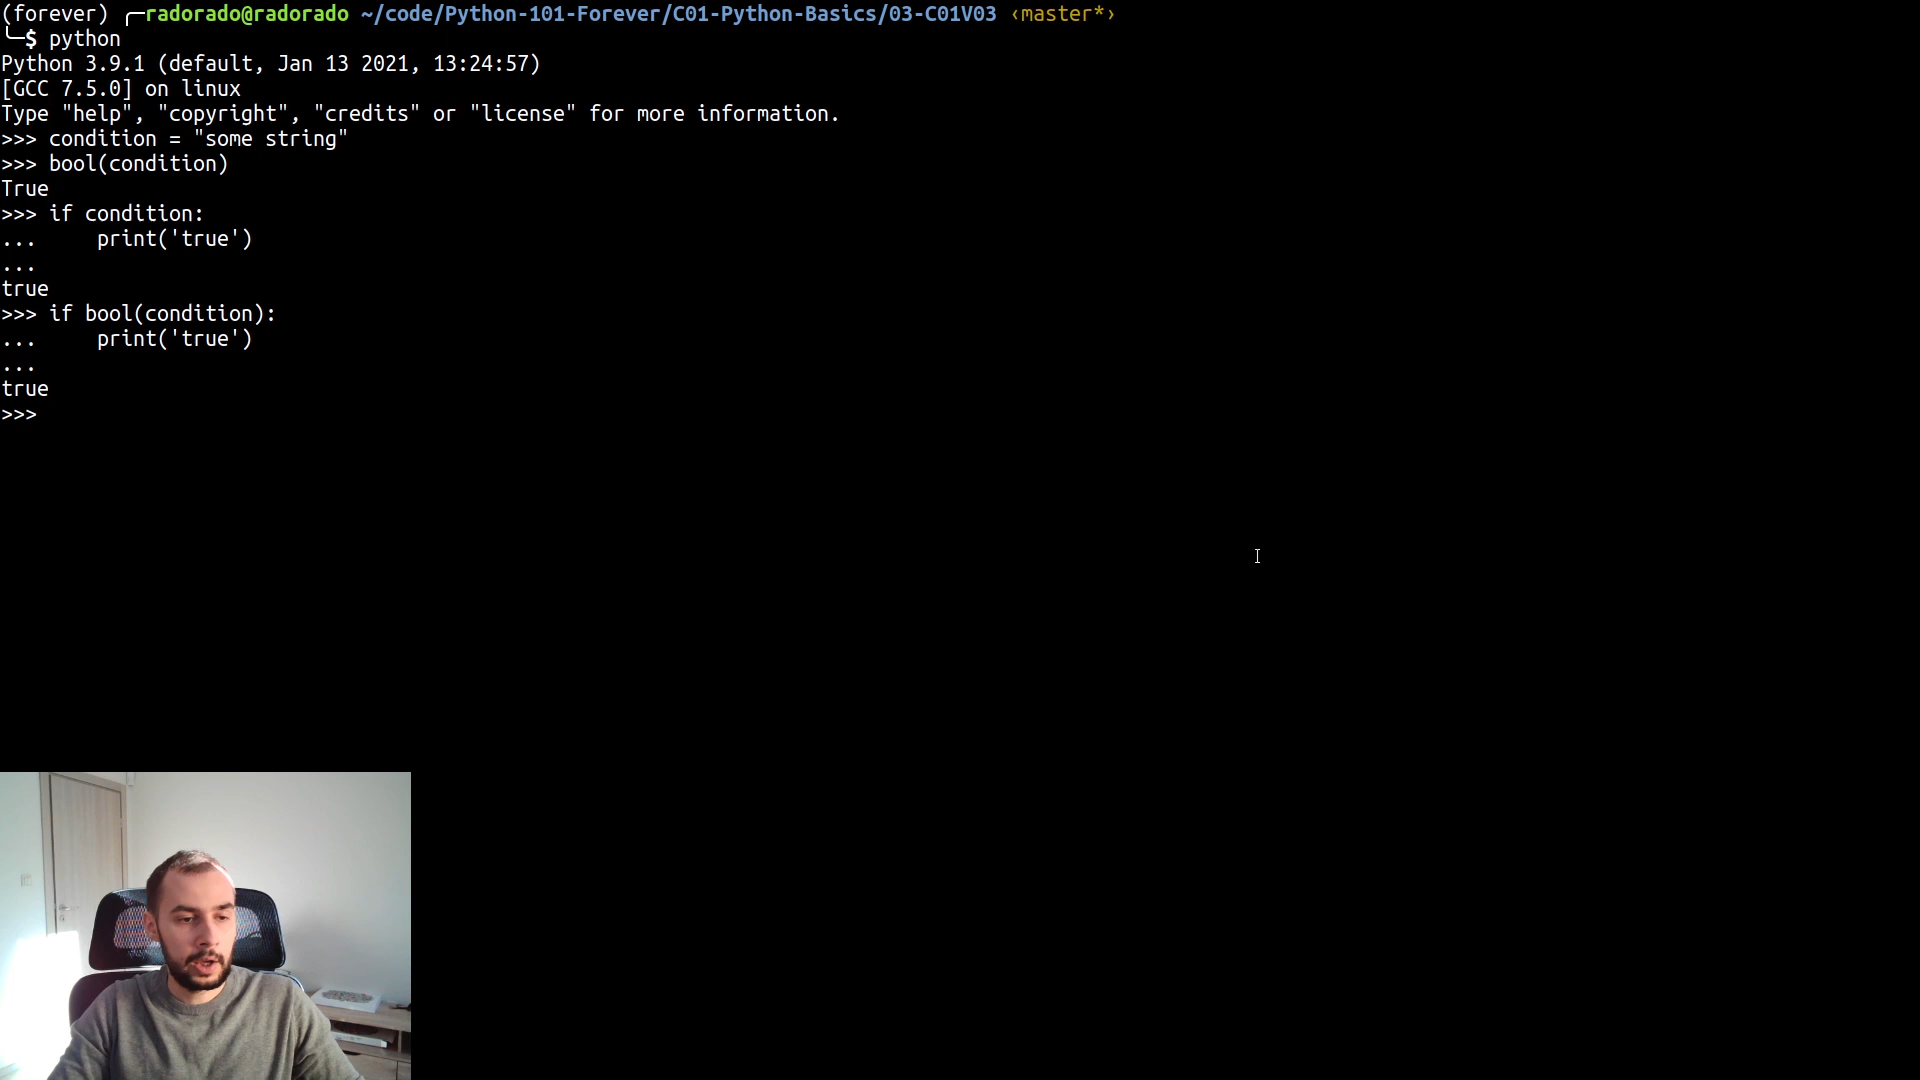 (forever) ╭─radorado@radorado ~/code/Python-101-Forever/C01-Python-Basics/03-C01V03 ‹master*›
╰─$ python
Python 3.9.1 (default, Jan 13 2021, 13:24:57)
[GCC 7.5.0] on linux
Type "help", "copyright", "credits" or "license" for more information.
>>> condition = "some string"
>>> bool(condition)
True
>>> if condition:
...     print('true')
...
true
>>> if bool(condition):
...     print('true')
...
true
>>>